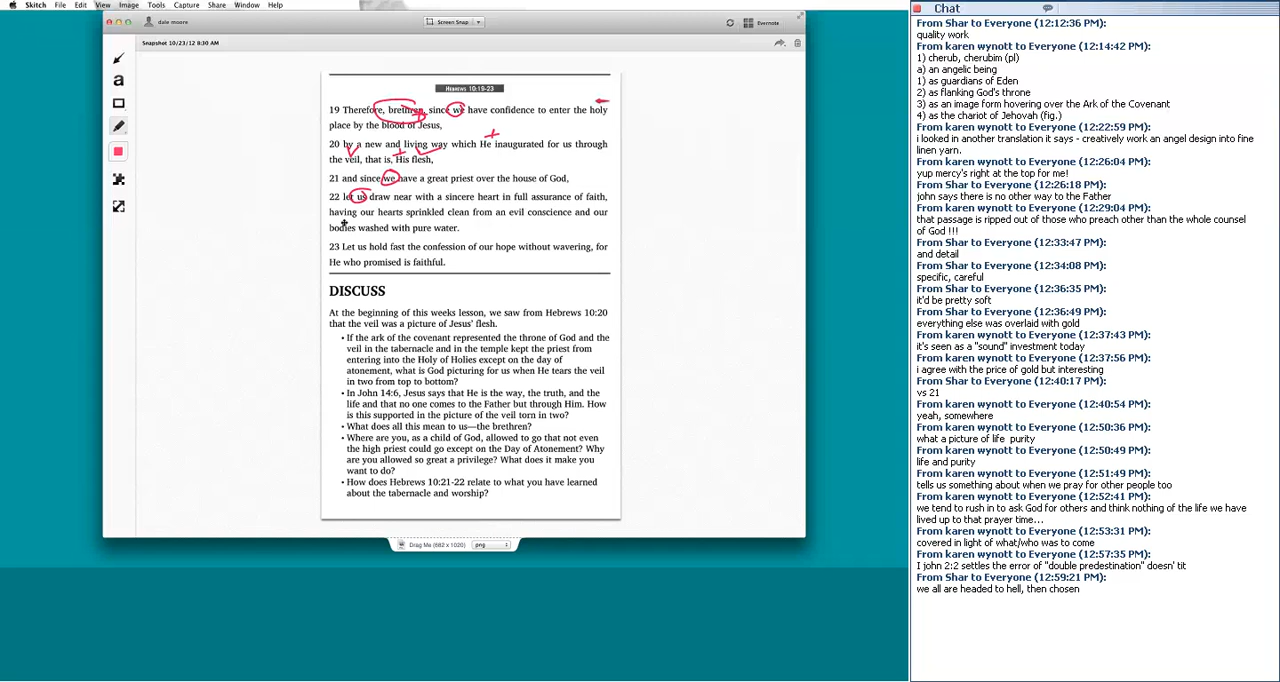 Skitch File Edit View Image Tools Capture Share Window Help
dale moore
Screen Snap
Evernote
Snapshot 10/23/12 8:30 AM
HEBREWS 10:19-23
19 Therefore, brethren, since we have confidence to enter the holy
place by the blood of Jesus,
20 by a new and living way which He inaugurated for us through
the veil, that is, His flesh,
21 and since we have a great priest over the house of God,
22 let us draw near with a sincere heart in full assurance of faith,
having our hearts sprinkled clean from an evil conscience and our
bodies washed with pure water.
23 Let us hold fast the confession of our hope without wavering, for
He who promised is faithful.
DISCUSS
At the beginning of this weeks lesson, we saw from Hebrews 10:20
that the veil was a picture of Jesus' flesh.
• If the ark of the covenant represented the throne of God and the
veil in the tabernacle and in the temple kept the priest from
entering into the Holy of Holies except on the day of
atonement, what is God picturing for us when He tears the veil
in two from top to bottom?
• In John 14:6, Jesus says that He is the way, the truth, and the
life and that no one comes to the Father but through Him. How
is this supported in the picture of the veil torn in two?
• What does all this mean to us—the brethren?
• Where are you, as a child of God, allowed to go that not even
the high priest could go except on the Day of Atonement? Why
are you allowed so great a privilege? What does it make you
want to do?
• How does Hebrews 10:21-22 relate to what you have learned
about the tabernacle and worship?
Drag Me (682 x 1020) png
a
Chat
From Shar to Everyone (12:12:36 PM):
quality work
From karen wynott to Everyone (12:14:42 PM):
1) cherub, cherubim (pl)
a) an angelic being
1) as guardians of Eden
2) as flanking God's throne
3) as an image form hovering over the Ark of the Covenant
4) as the chariot of Jehovah (fig.)
From karen wynott to Everyone (12:22:59 PM):
i looked in another translation it says - creatively work an angel design into fine
linen yarn.
From karen wynott to Everyone (12:26:04 PM):
yup mercy's right at the top for me!
From karen wynott to Everyone (12:26:18 PM):
john says there is no other way to the Father
From karen wynott to Everyone (12:29:04 PM):
that passage is ripped out of those who preach other than the whole counsel
of God !!!
From Shar to Everyone (12:33:47 PM):
and detail
From Shar to Everyone (12:34:08 PM):
specific, careful
From Shar to Everyone (12:36:35 PM):
it'd be pretty soft
From Shar to Everyone (12:36:49 PM):
everything else was overlaid with gold
From karen wynott to Everyone (12:37:43 PM):
it's seen as a "sound" investment today
From karen wynott to Everyone (12:37:56 PM):
i agree with the price of gold but interesting
From Shar to Everyone (12:40:17 PM):
vs 21
From Shar to Everyone (12:40:54 PM):
yeah, somewhere
From karen wynott to Everyone (12:50:36 PM):
what a picture of life purity
From karen wynott to Everyone (12:50:49 PM):
life and purity
From karen wynott to Everyone (12:51:49 PM):
tells us something about when we pray for other people too
From karen wynott to Everyone (12:52:41 PM):
we tend to rush in to ask God for others and think nothing of the life we have
lived up to that prayer time...
From karen wynott to Everyone (12:53:31 PM):
covered in light of what/who was to come
From karen wynott to Everyone (12:57:35 PM):
I john 2:2 settles the error of "double predestination" doesn' tit
From Shar to Everyone (12:59:21 PM):
we all are headed to hell, then chosen